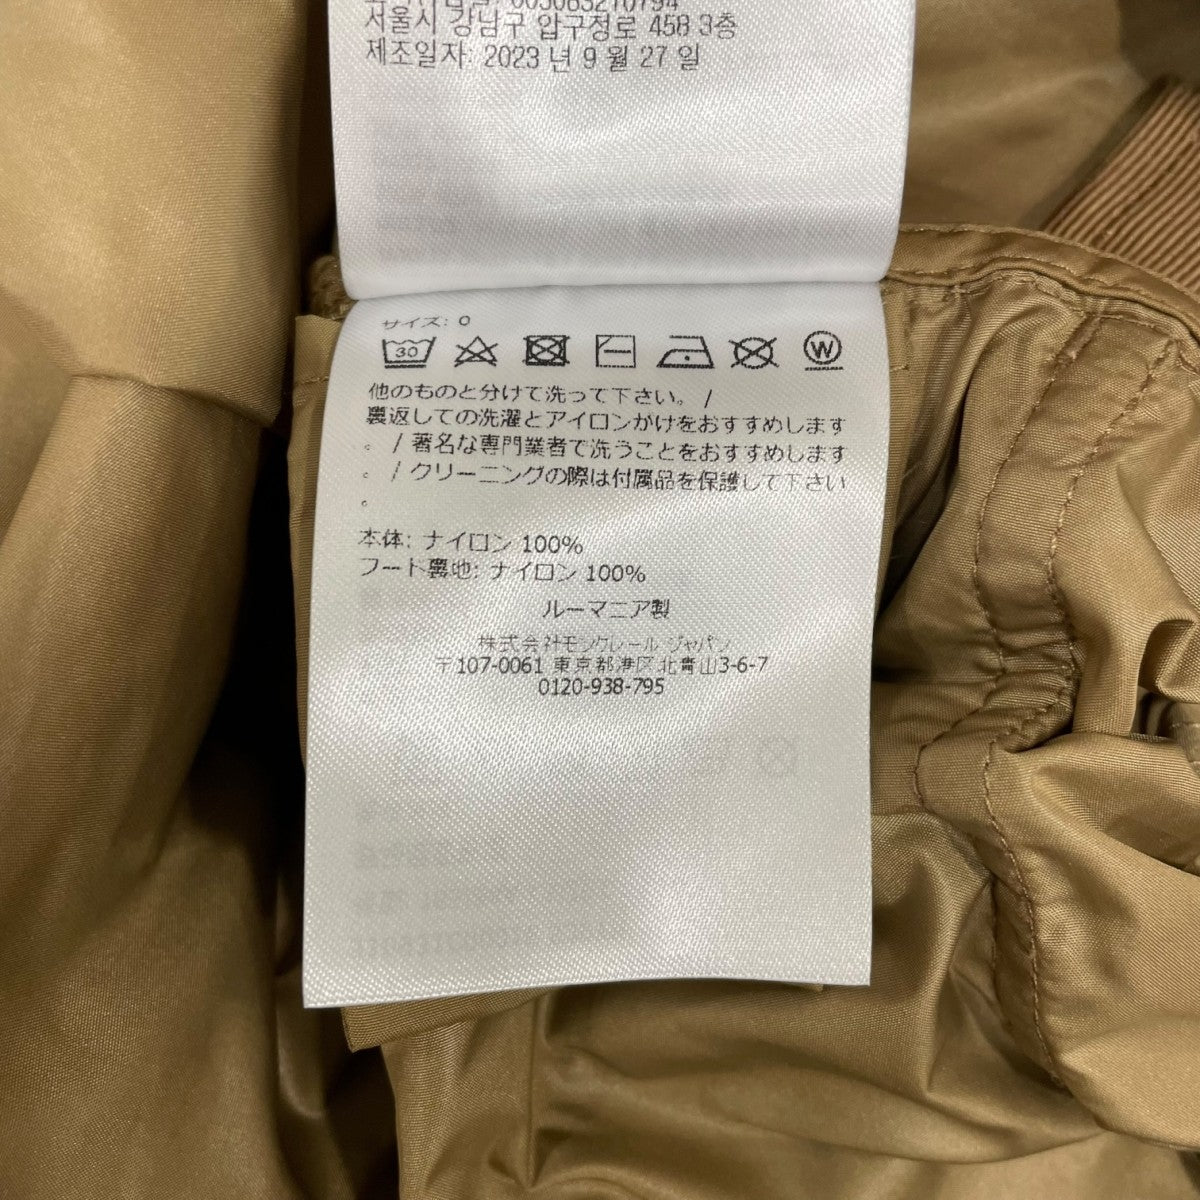 서울시 강남구 압구정로 458 3층
제조일자: 2023 년 9 월 27 일
サイズ: 0
30
W
他のものと分けて洗って下さい。 /
裏返しての洗濯とアイロンかけをおすすめします
。 / 著名な専門業者で洗うことをおすすめします
。 / クリーニングの際は付属品を保護して下さい
。
本体: ナイロン 100%
フード裏地: ナイロン 100%
ルーマニア製
株式会社モンクレール ジャパン
〒107-0061 東京都港区北青山3-6-7
0120-938-795